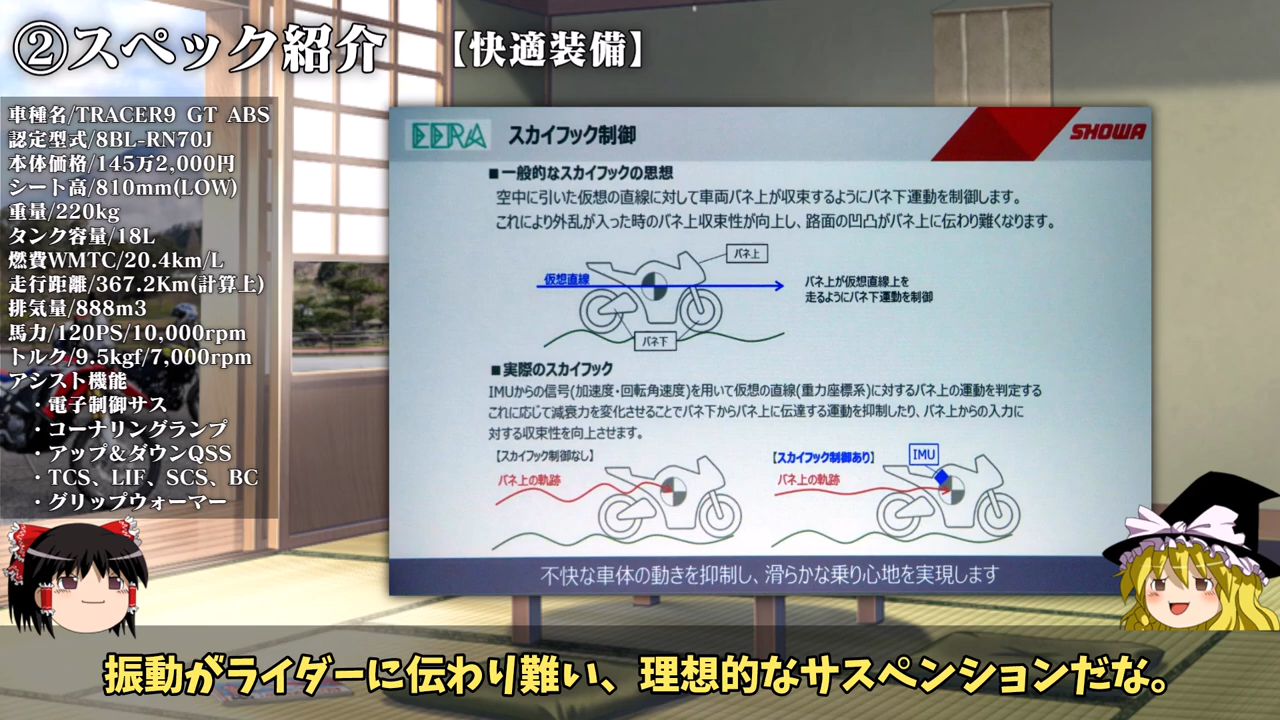 ②スペック紹介 【快適装備】
車種名/TRACER9 GT ABS
認定型式/8BL-RN70J
本体価格/145万2,000円
シート高/810mm(LOW)
重量/220kg
タンク容量/18L
燃費WMTC/20.4km/L
走行距離/367.2Km(計算上)
排気量/888m3
馬力/120PS/10,000rpm
トルク/9.5kgf/7,000rpm
アシスト機能
・電子制御サス
・コーナリングランプ
・アップ&ダウンQSS
・TCS、LIF、SCS、BC
・グリップウォーマー
EERA スカイフック制御 SHOWA
■一般的なスカイフックの思想
空中に引いた仮想の直線に対して車両バネ上が収束するようにバネ下運動を制御します。
これにより外乱が入った時のバネ上収束性が向上し、路面の凹凸がバネ上に伝わり難くなります。
バネ上
仮想直線
バネ上が仮想直線上を
走るようにバネ下運動を制御
バネ下
■実際のスカイフック
IMUからの信号(加速度・回転角速度)を用いて仮想の直線(重力座標系)に対するバネ上の運動を判定する
これに応じて減衰力を変化させることでバネ下からバネ上に伝達する運動を抑制したり、バネ上からの入力に
対する収束性を向上させます。
【スカイフック制御なし】
バネ上の軌跡
【スカイフック制御あり】
IMU
バネ上の軌跡
不快な車体の動きを抑制し、滑らかな乗り心地を実現します
振動がライダーに伝わり難い、理想的なサスペンションだな。